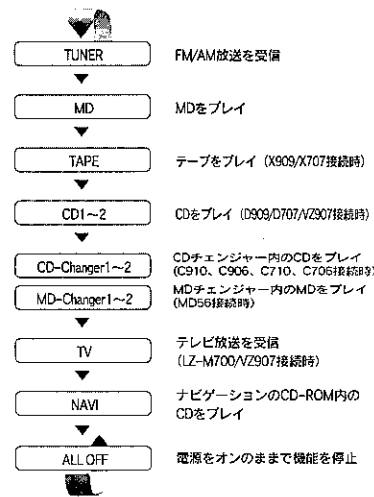 TUNER FM/AM放送を受信
MD MDをプレイ
TAPE テープをプレイ（X909/X707接続時）
CD1～2 CDをプレイ（D909/D707/VZ907接続時）
CD-Changer1～2 CDチェンジャー内のCDをプレイ
（C910、C906、C710、C705接続時）
MD-Changer1～2 MDチェンジャー内のMDをプレイ
（MD56接続時）
TV テレビ放送を受信
（LZ-M700/VZ907接続時）
NAVI ナビゲーションのCD-ROM内の
CDをプレイ
ALL OFF 電源をオンのままで機能を停止